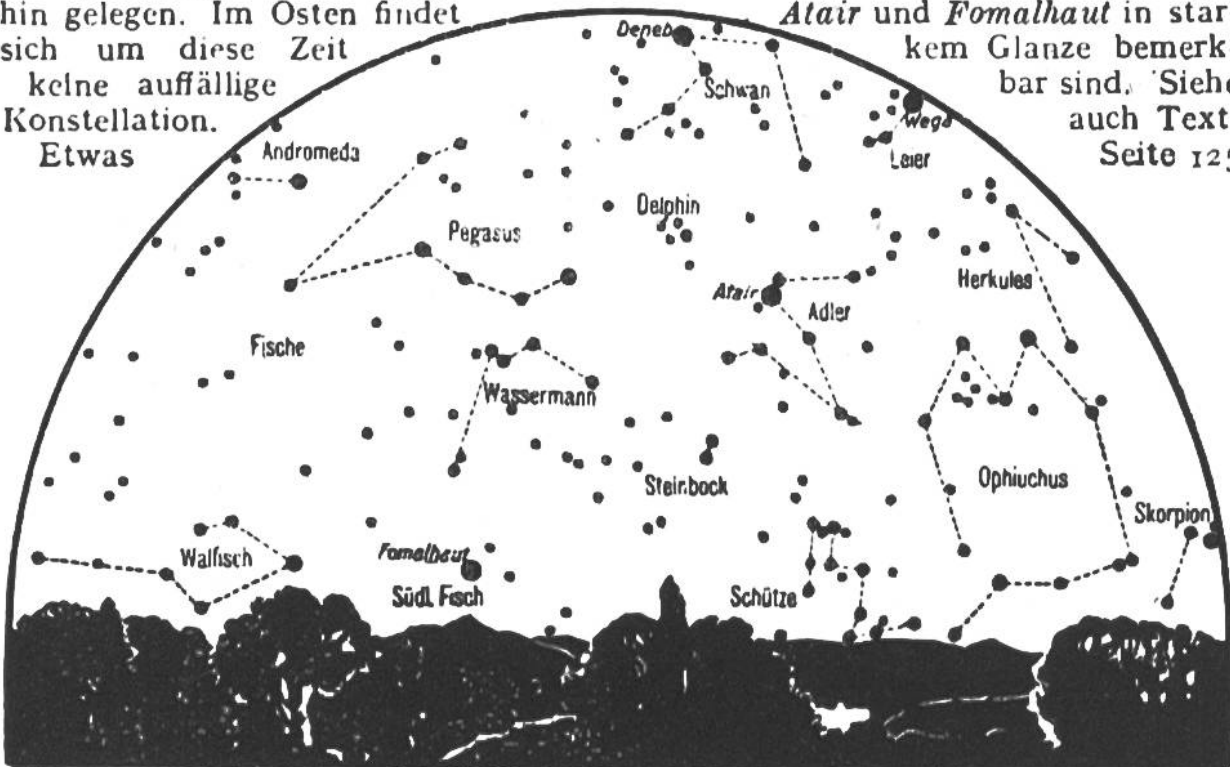 hin gelegen. Im Osten findet
sich um diese Zeit
keine auffällige
Konstellation.
Etwas
Atair und Fomalhaut in star
kem Glanze bemerk
bar sind. Siehe
auch Text
Seite
Deneb
Schwan
Wega
Leier
Andromeda
Delphin
Pegasus
Herkules
Atair
Adler
Fische
Wassermann
Steinbock
Ophiuchus
Skorpion
Walfisch
Fomalhaut
Südl. Fisch
Schütze